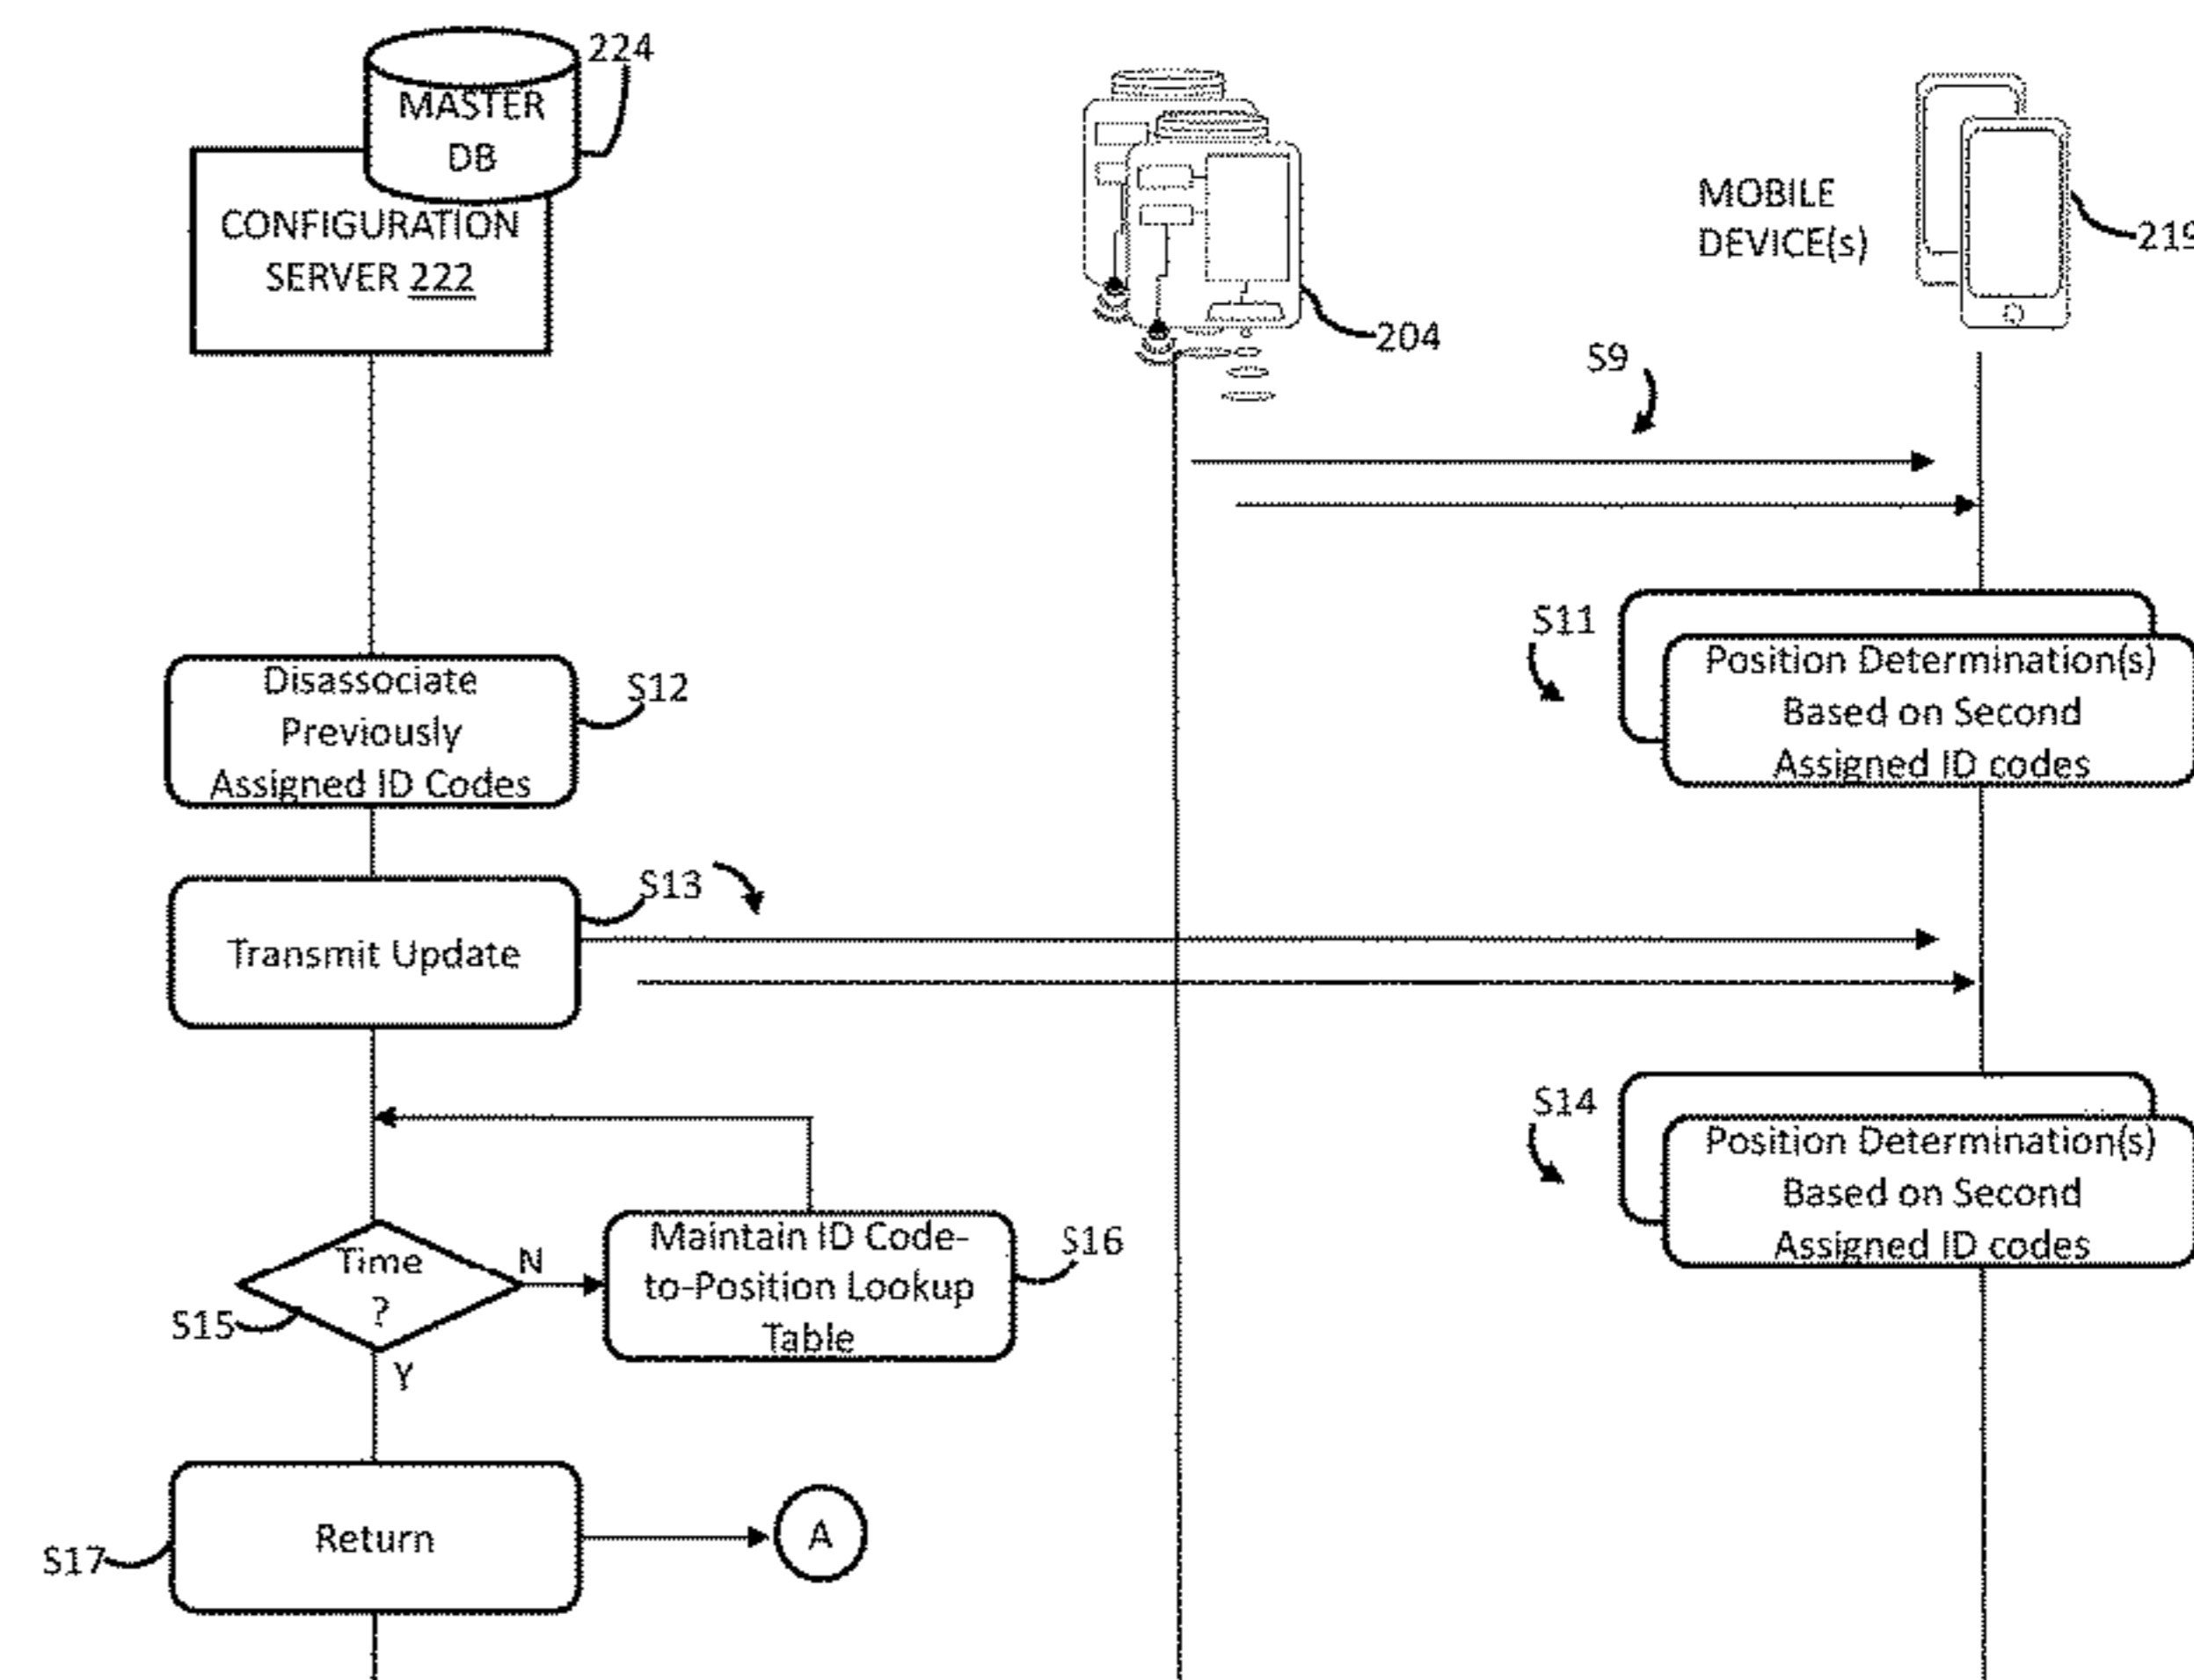 224
MASTER
DB
CONFIGURATION
SERVER 222
204
MOBILE
DEVICE(s)
219
S9
S11
Position Determination(s)
Based on Second
Assigned ID codes
Disassociate
Previously
Assigned ID Codes
S12
S13
Transmit Update
S14
Position Determination(s)
Based on Second
Assigned ID codes
Time
?
N
S15
Y
Maintain ID Code-
to-Position Lookup
Table
S16
Return
S17
A